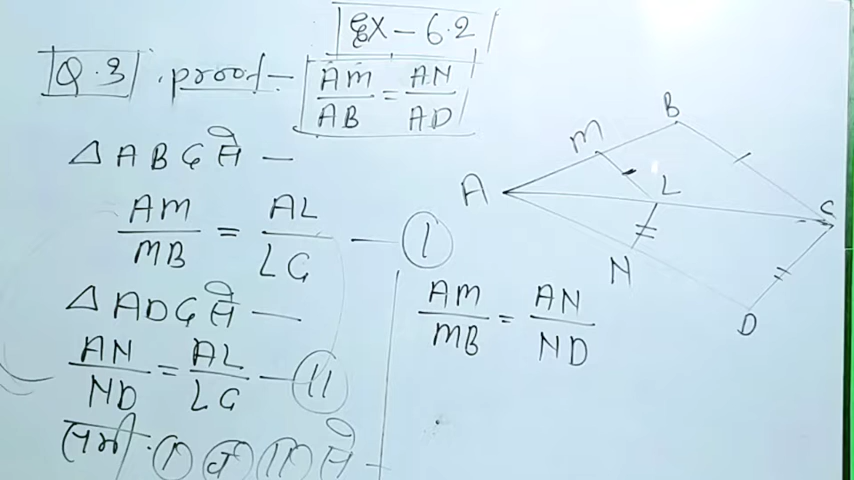 EX - 6.2
Q.3 . proof - AM/AB = AN/AD
△ABC से —
AM/MB = AL/LC — (I)
△ADC से —
AN/ND = AL/LC — (II)
समी. (I) व (II) से -
AM/MB = AN/ND
B
M
A
L
C
N
D